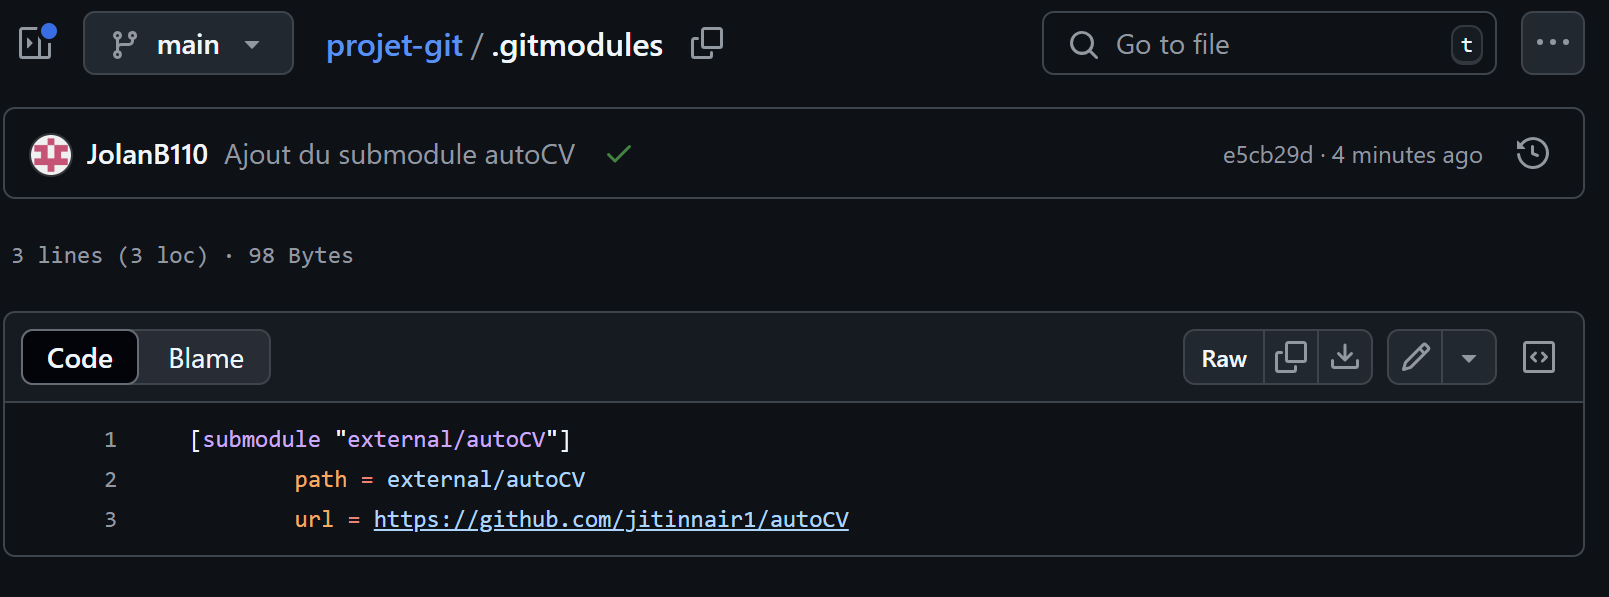 main
projet-git / .gitmodules
Go to file
t
JolanB110 Ajout du submodule autoCV
e5cb29d · 4 minutes ago
3 lines (3 loc) · 98 Bytes
Code
Blame
Raw
1 [submodule "external/autoCV"]
2 path = external/autoCV
3 url = https://github.com/jitinnair1/autoCV